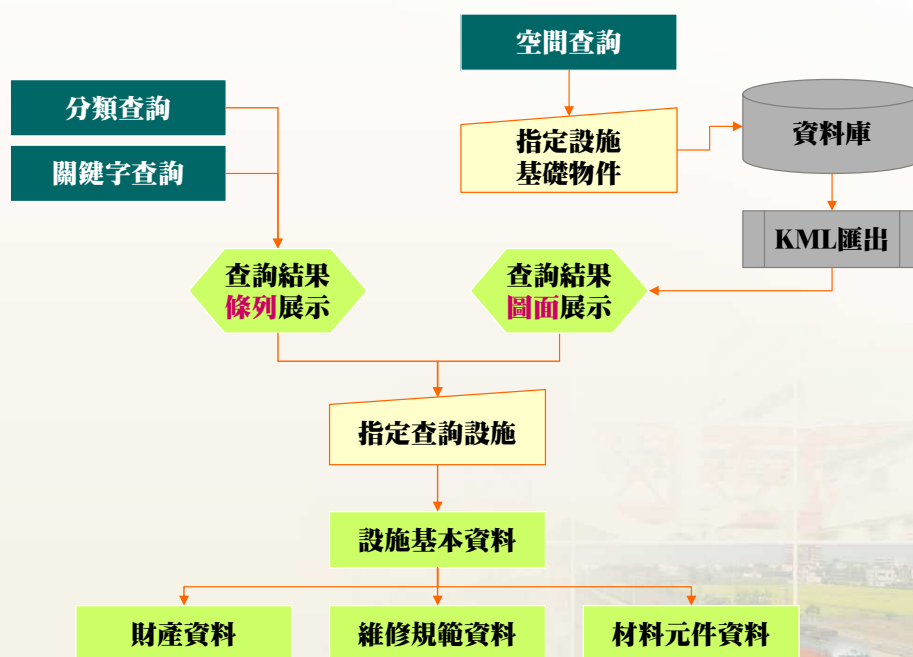 空間查詢
分類查詢
關鍵字查詢
指定設施
基礎物件
資料庫
KML匯出
查詢結果
條列展示
查詢結果
圖面展示
指定查詢設施
設施基本資料
財產資料
維修規範資料
材料元件資料